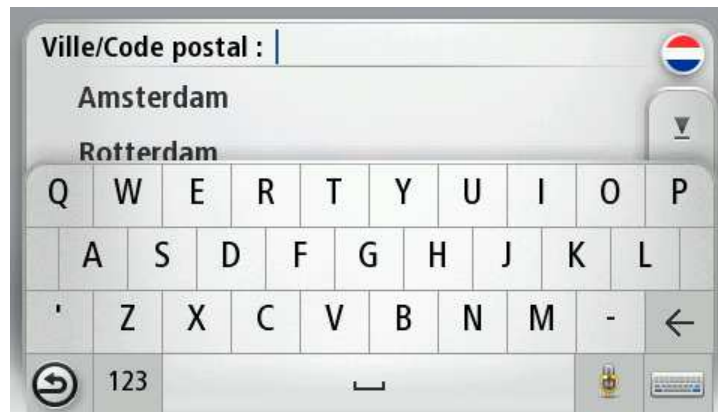 Ville/Code postal :
Amsterdam
Rotterdam
Q W E R T Y U I O P
A S D F G H J K L
' Z X C V B N M -
123